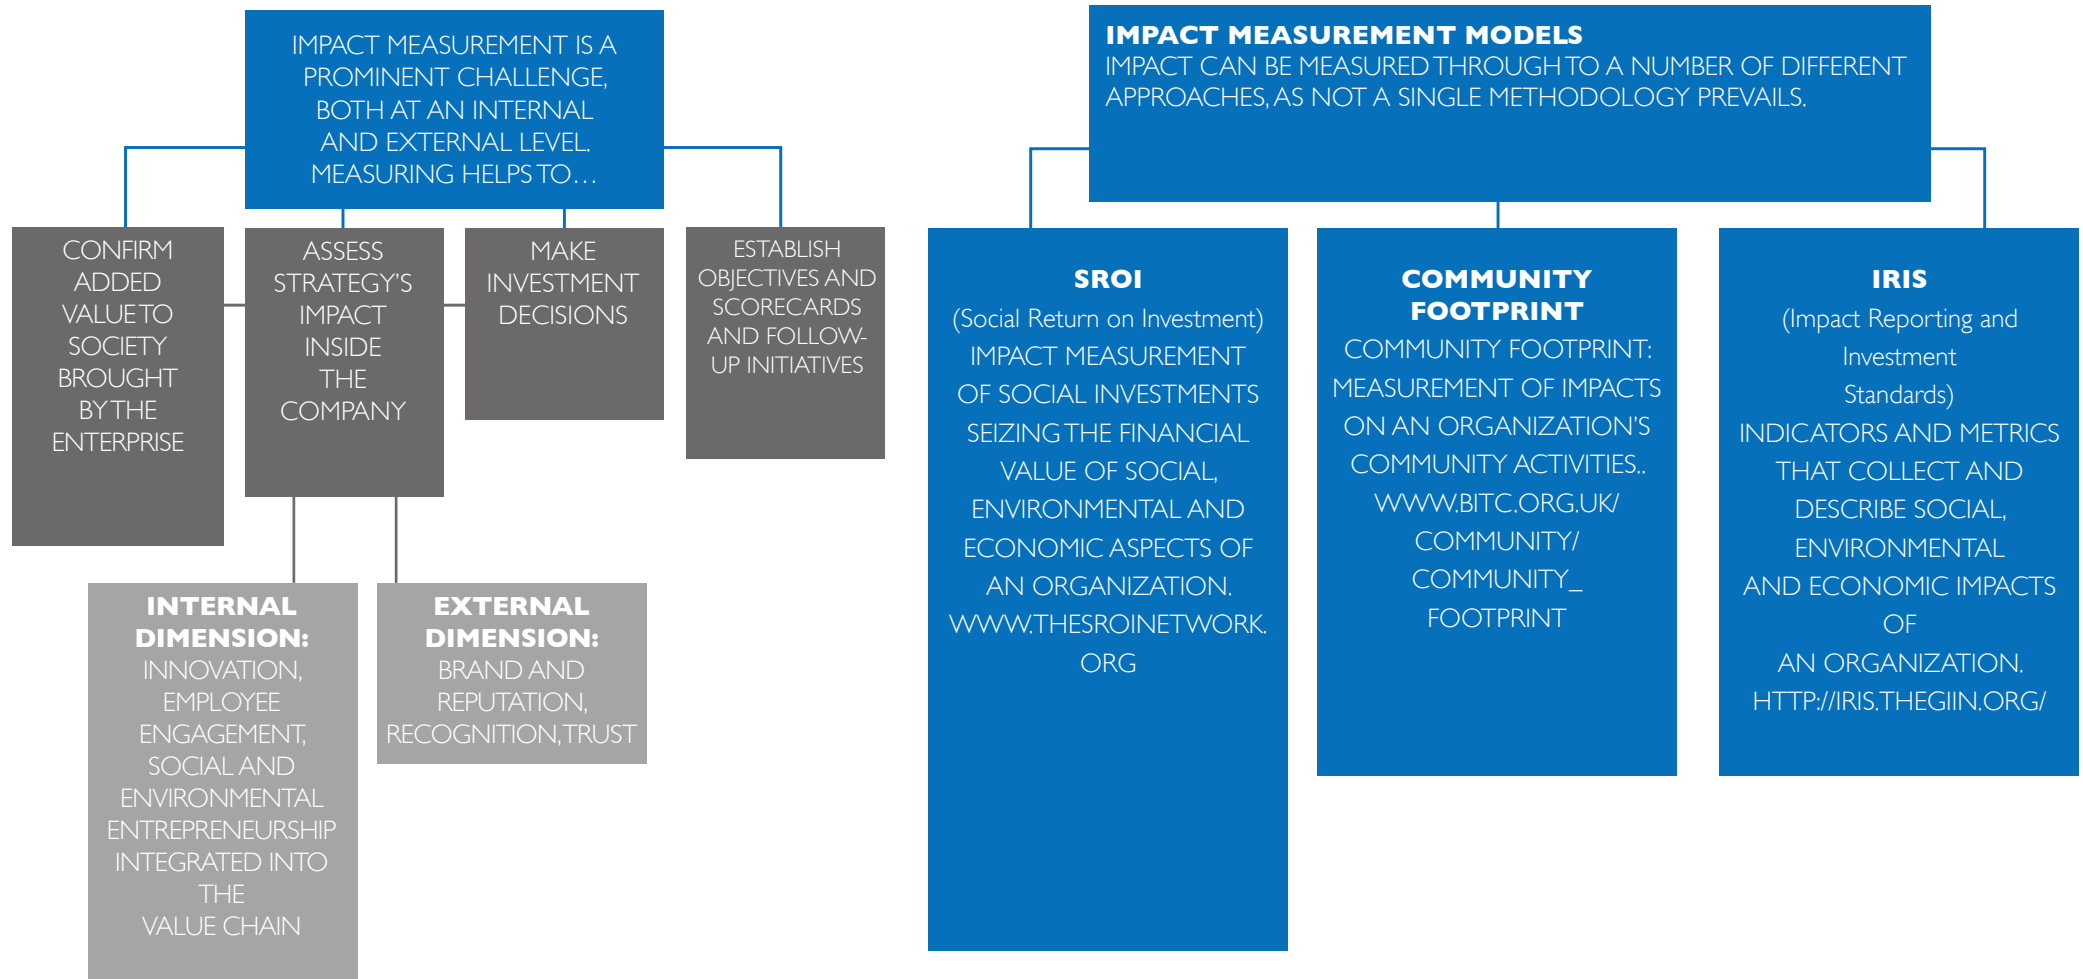 IMPACT MEASUREMENT IS A
PROMINENT CHALLENGE,
BOTH AT AN INTERNAL
AND EXTERNAL LEVEL.
MEASURING HELPS TO…
CONFIRM
ADDED
VALUE TO
SOCIETY
BROUGHT
BY THE
ENTERPRISE
ASSESS
STRATEGY’S
IMPACT
INSIDE
THE
COMPANY
MAKE
INVESTMENT
DECISIONS
ESTABLISH
OBJECTIVES AND
SCORECARDS
AND FOLLOW-
UP INITIATIVES
INTERNAL
DIMENSION:
INNOVATION,
EMPLOYEE
ENGAGEMENT,
SOCIAL AND
ENVIRONMENTAL
ENTREPRENEURSHIP
INTEGRATED INTO
THE
VALUE CHAIN
EXTERNAL
DIMENSION:
BRAND AND
REPUTATION,
RECOGNITION, TRUST
IMPACT MEASUREMENT MODELS
IMPACT CAN BE MEASURED THROUGH TO A NUMBER OF DIFFERENT
APPROACHES, AS NOT A SINGLE METHODOLOGY PREVAILS.
SROI
(Social Return on Investment)
IMPACT MEASUREMENT
OF SOCIAL INVESTMENTS
SEIZING THE FINANCIAL
VALUE OF SOCIAL,
ENVIRONMENTAL AND
ECONOMIC ASPECTS OF
AN ORGANIZATION.
WWW.THESROINETWORK.
ORG
COMMUNITY
FOOTPRINT
COMMUNITY FOOTPRINT:
MEASUREMENT OF IMPACTS
ON AN ORGANIZATION’S
COMMUNITY ACTIVITIES..
WWW.BITC.ORG.UK/
COMMUNITY/
COMMUNITY_
FOOTPRINT
IRIS
(Impact Reporting and
Investment
Standards)
INDICATORS AND METRICS
THAT COLLECT AND
DESCRIBE SOCIAL,
ENVIRONMENTAL
AND ECONOMIC IMPACTS
OF
AN ORGANIZATION.
HTTP://IRIS.THEGIIN.ORG/